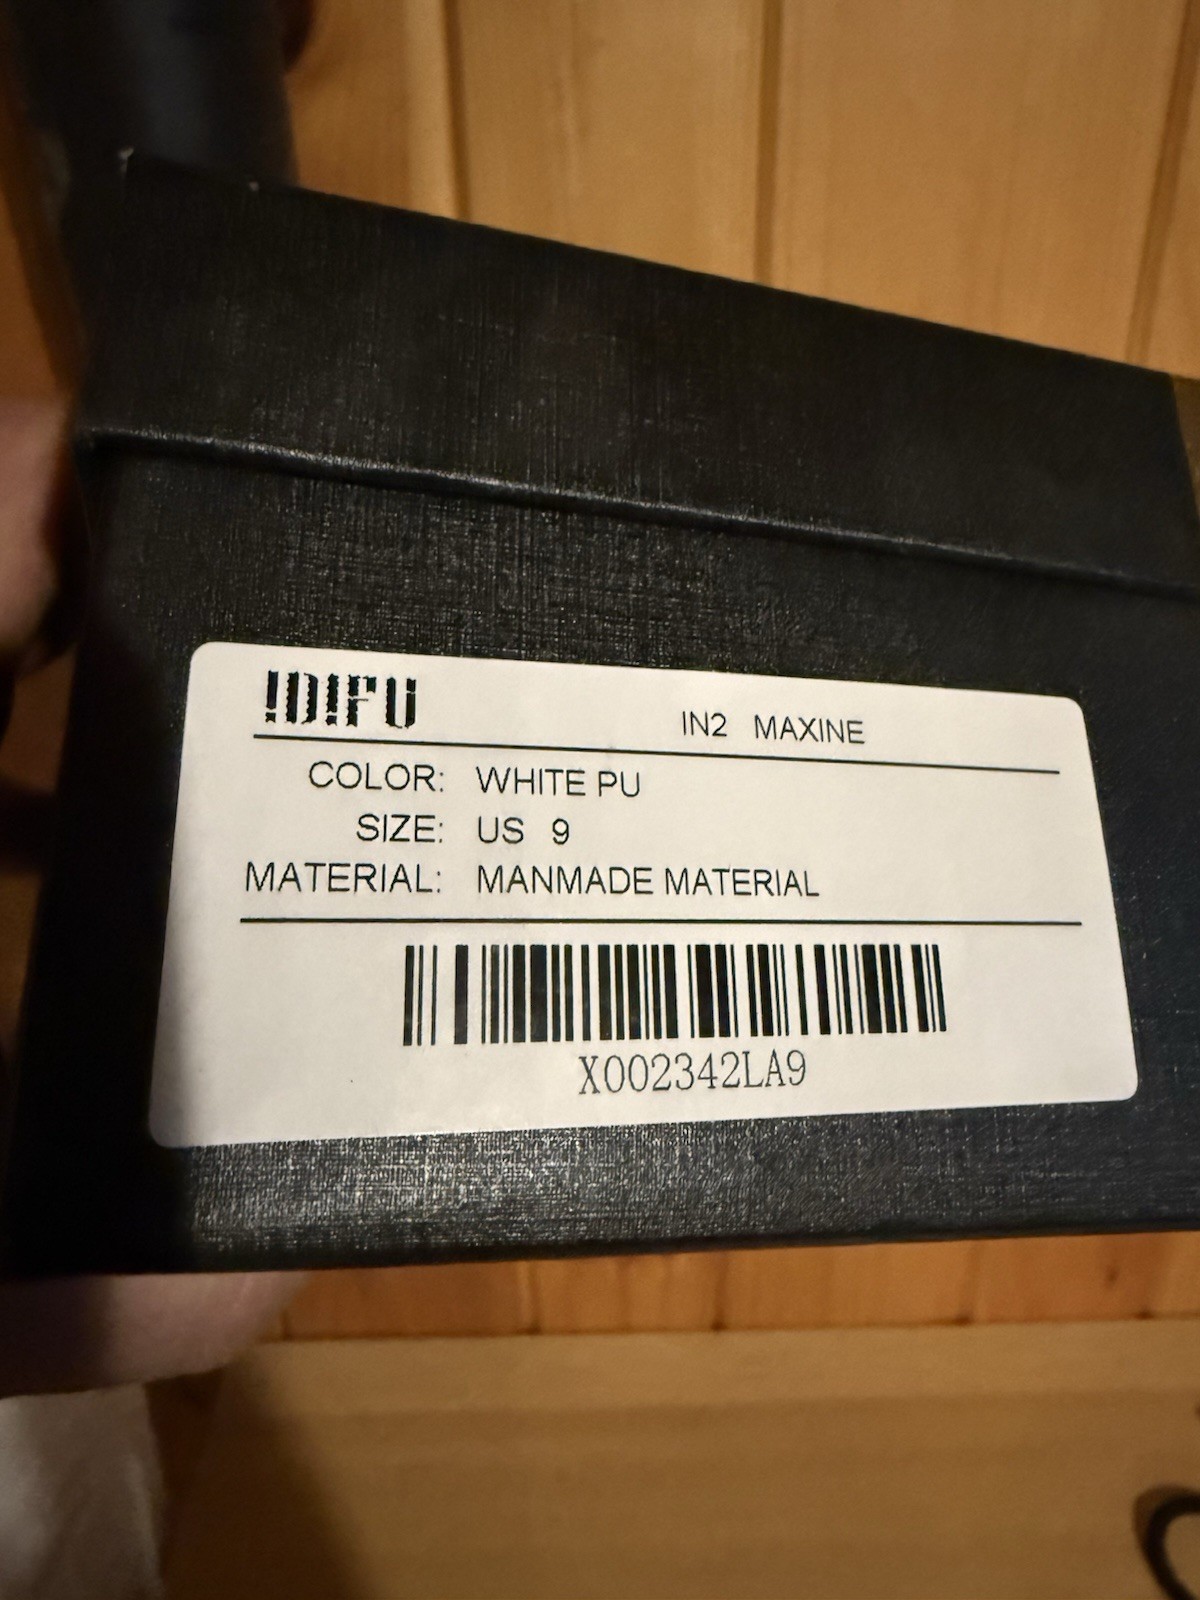 !D!FU
IN2 MAXINE
COLOR: WHITE PU
SIZE: US 9
MATERIAL: MANMADE MATERIAL
X002342LA9